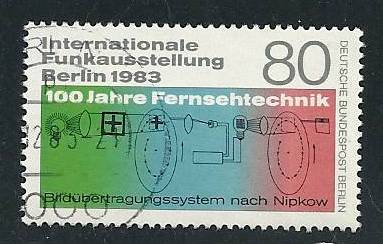 Internationale
Funkausstellung
Berlin 1983
80
100 Jahre Fernsehtechnik
Bildübertragungssystem nach Nipkow
DEUTSCHE BUNDESPOST BERLIN